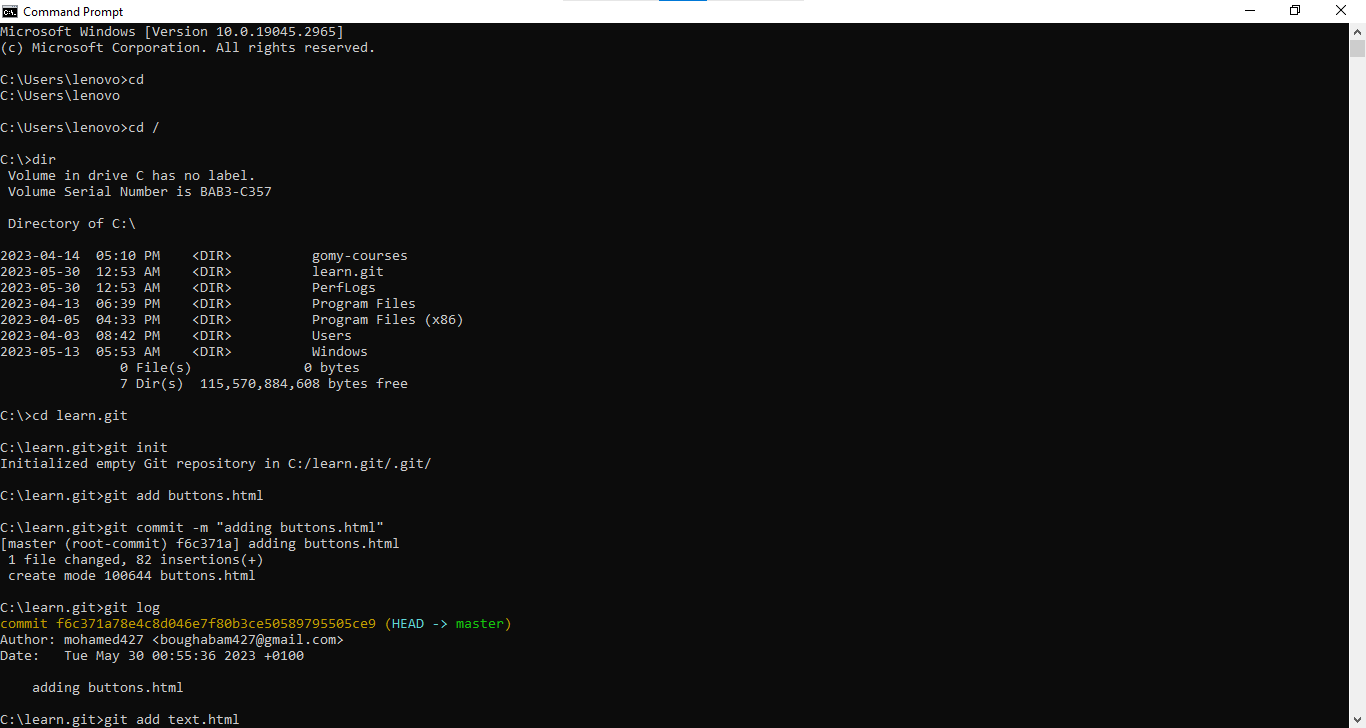 Command Prompt
Microsoft Windows [Version 10.0.19045.2965]
(c) Microsoft Corporation. All rights reserved.
C:\Users\lenovo>cd
C:\Users\lenovo
C:\Users\lenovo>cd /
C:\>dir
 Volume in drive C has no label.
 Volume Serial Number is BAB3-C357
 Directory of C:\
2023-04-14  05:10 PM    <DIR>          gomy-courses
2023-05-30  12:53 AM    <DIR>          learn.git
2023-05-30  12:53 AM    <DIR>          PerfLogs
2023-04-13  06:39 PM    <DIR>          Program Files
2023-04-05  04:33 PM    <DIR>          Program Files (x86)
2023-04-03  08:42 PM    <DIR>          Users
2023-05-13  05:53 AM    <DIR>          Windows
               0 File(s)              0 bytes
               7 Dir(s)  115,570,884,608 bytes free
C:\>cd learn.git
C:\learn.git>git init
Initialized empty Git repository in C:/learn.git/.git/
C:\learn.git>git add buttons.html
C:\learn.git>git commit -m "adding buttons.html"
[master (root-commit) f6c371a] adding buttons.html
 1 file changed, 82 insertions(+)
 create mode 100644 buttons.html
C:\learn.git>git log
commit f6c371a78e4c8d046e7f80b3ce50589795505ce9 (HEAD -> master)
Author: mohamed427 <boughabam427@gmail.com>
Date:   Tue May 30 00:55:36 2023 +0100
    adding buttons.html
C:\learn.git>git add text.html